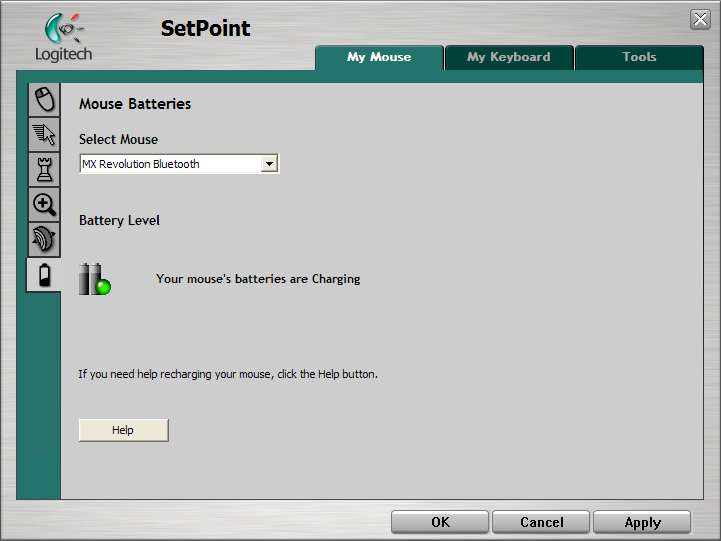 Logitech
SetPoint
My Mouse
My Keyboard
Tools
Mouse Batteries
Select Mouse
MX Revolution Bluetooth
Battery Level
Your mouse's batteries are Charging
If you need help recharging your mouse, click the Help button.
Help
OK
Cancel
Apply